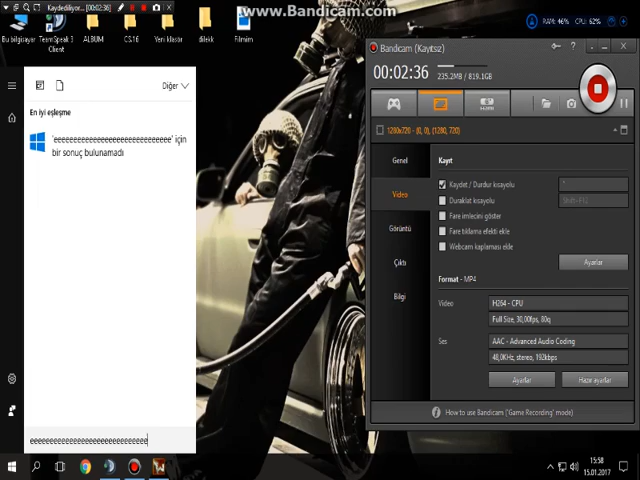 Kaydediliyor... [00:02:36]
www.Bandicam.com
RAM: 46% CPU: 62%
Bu bilgisayar
TeamSpeak 3 Client
ALBUM
CS.16
Yeni klasör
dilekk
Filmim
Bandicam (Kayıtsız)
00:02:36
235.2MB / 819.1GB
1280x720 - (0, 0), (1280, 720)
Diğer
En iyi eşleşme
'eeeeeeeeeeeeeeeeeeeeeeeeeeeeee' için
bir sonuç bulunamadı
Genel
Video
Görüntü
Çıktı
Bilgi
Kayıt
Kaydet / Durdur kısayolu
Duraklat kısayolu
Shift+F12
Fare imlecini göster
Fare tıklama efekti ekle
Webcam kaplaması ekle
Ayarlar
Format - MP4
Video
H264 - CPU
Full Size, 30,00fps, 80q
Ses
AAC - Advanced Audio Coding
48,0KHz, stereo, 192kbps
Ayarlar
Hazır ayarlar
How to use Bandicam ('Game Recording' mode)
eeeeeeeeeeeeeeeeeeeeeeeeeeeeee
15:58
15.01.2017